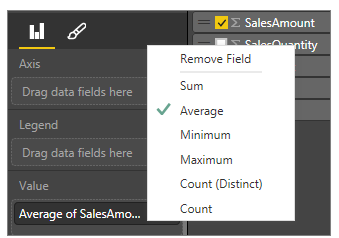 SalesAmount
SalesQuantity
Axis
Drag data fields here
Legend
Drag data fields here
Value
Average of SalesAmo...
Remove Field
Sum
Average
Minimum
Maximum
Count (Distinct)
Count